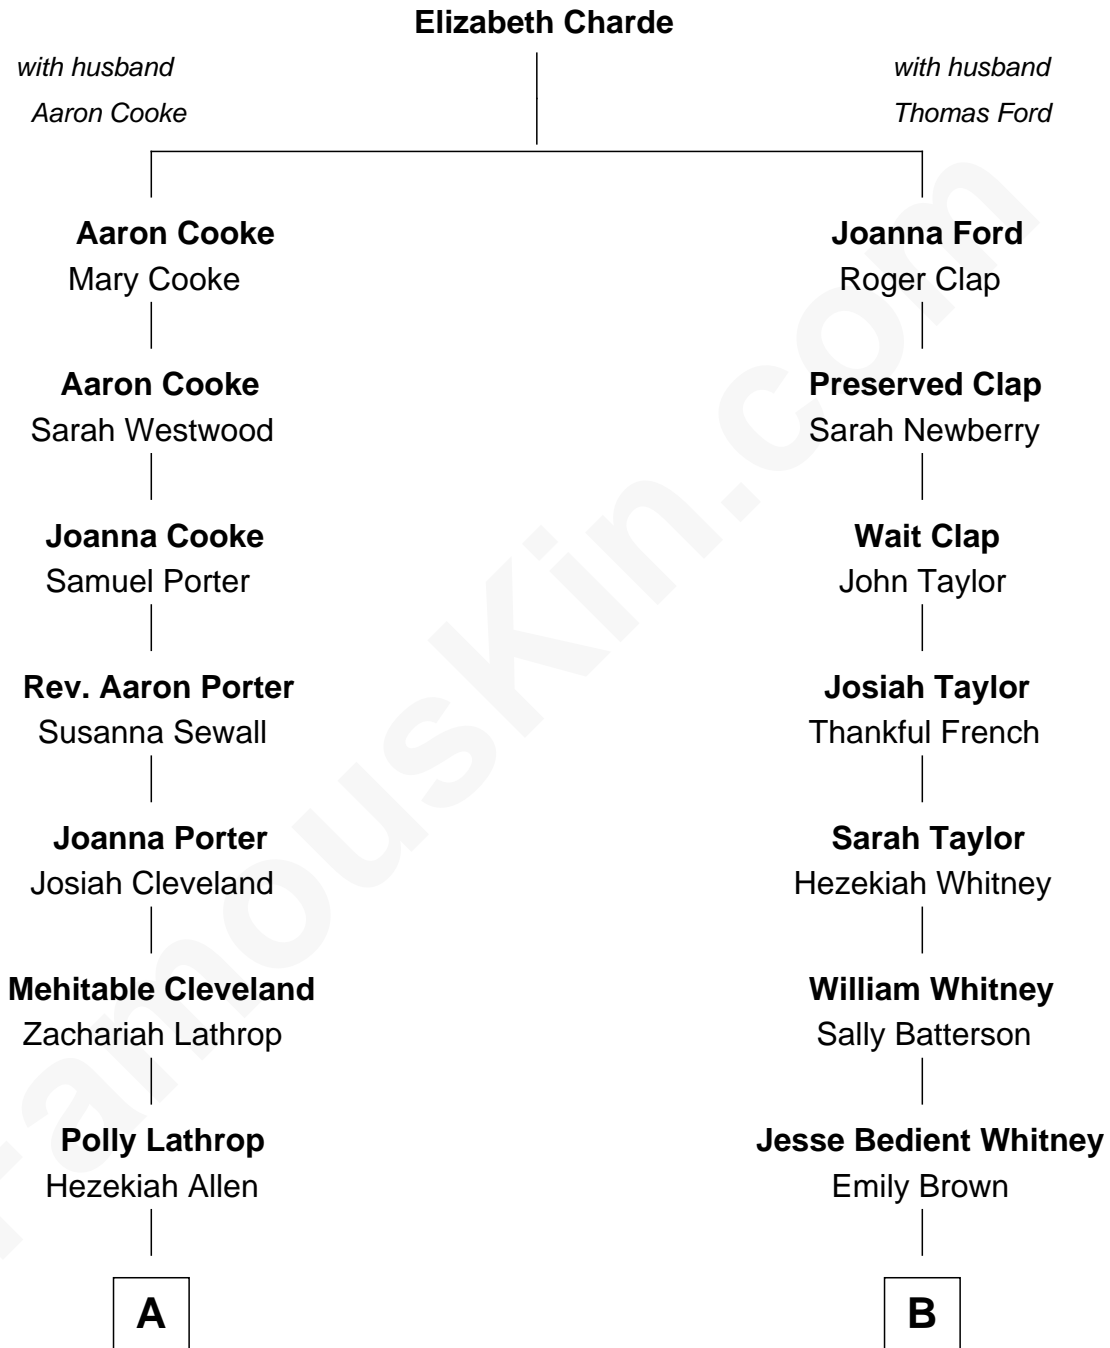 Elizabeth Charde
with husband
Aaron Cooke
with husband
Thomas Ford
Aaron Cooke
Mary Cooke
Joanna Ford
Roger Clap
Aaron Cooke
Sarah Westwood
Preserved Clap
Sarah Newberry
Joanna Cooke
Samuel Porter
Wait Clap
John Taylor
Rev. Aaron Porter
Susanna Sewall
Josiah Taylor
Thankful French
Joanna Porter
Josiah Cleveland
Sarah Taylor
Hezekiah Whitney
Mehitable Cleveland
Zachariah Lathrop
William Whitney
Sally Batterson
Polly Lathrop
Hezekiah Allen
Jesse Bedient Whitney
Emily Brown
A
B
FamousKin.com